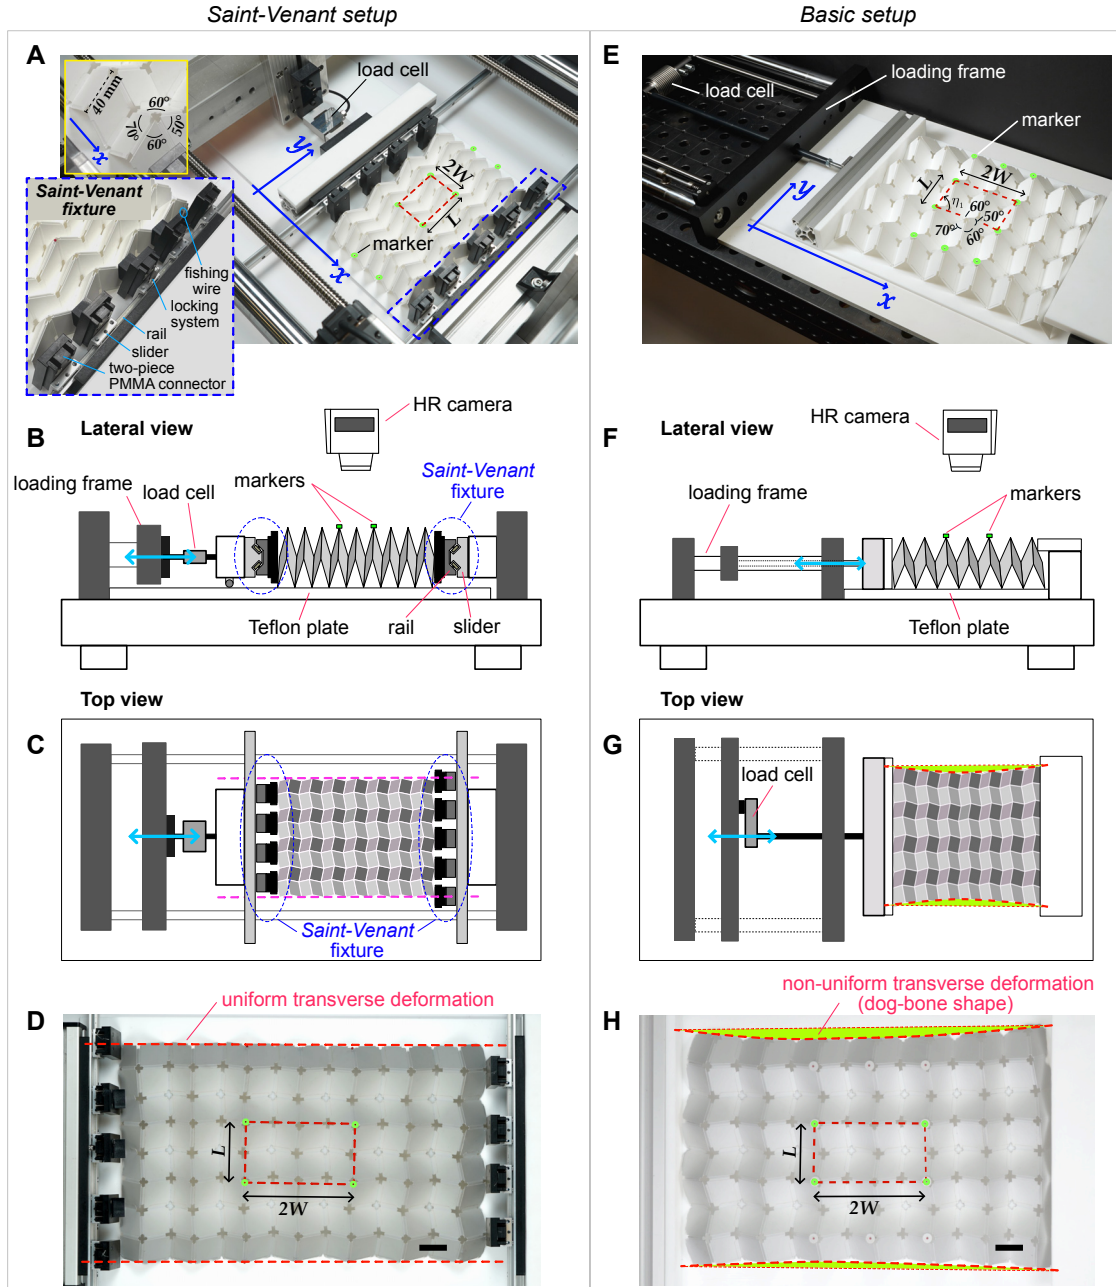 Saint-Venant setup
Basic setup
A
40 mm
60°
70°
50°
60°
x
load cell
y
2W
L
marker
x
Saint-Venant
fixture
fishing
wire
locking
system
rail
slider
two-piece
PMMA connector
E
load cell
loading frame
marker
2W
L
η1
60°
50°
70°
60°
y
x
B
Lateral view
HR camera
loading frame
load cell
markers
Saint-Venant
fixture
Teflon plate
rail
slider
F
Lateral view
HR camera
loading frame
markers
Teflon plate
Top view
C
Saint-Venant
fixture
Top view
G
load cell
uniform transverse deformation
D
L
2W
non-uniform transverse deformation
(dog-bone shape)
H
L
2W